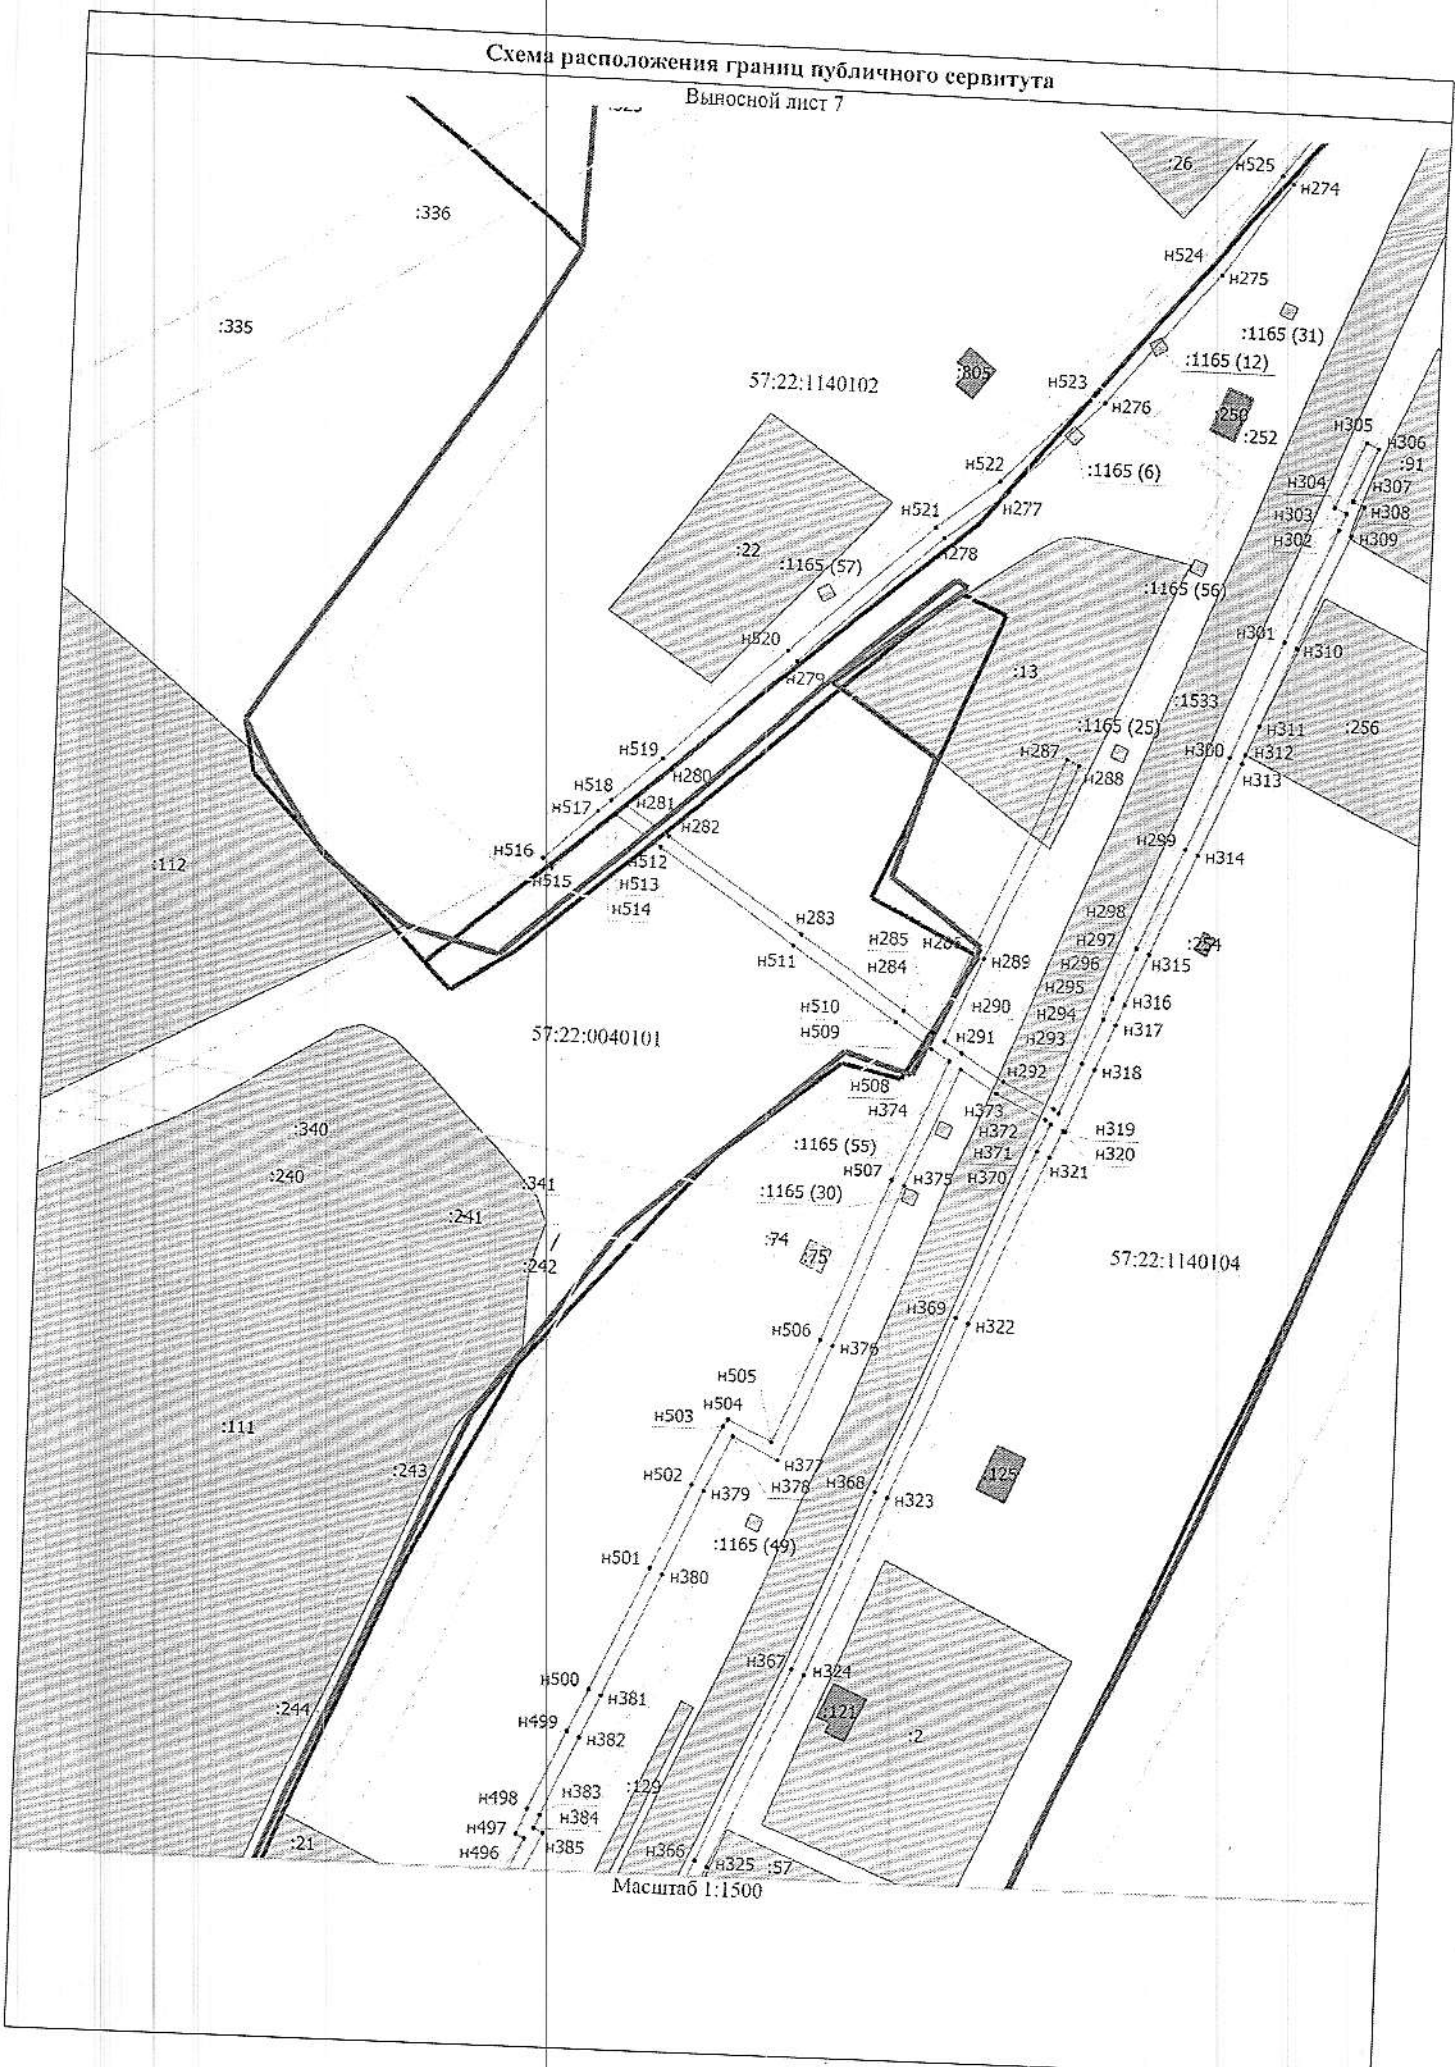 Схема расположения границ публичного сервитута
Выносной лист 7
:26
н525
н274
:336
н524
н275
:335
:1165 (31)
:1165 (12)
57:22:1140102
:805
н523
н276
:250
:252
н305
н306
:91
н522
:1165 (6)
н304
н307
н521
н277
н303
н308
:22
н278
н302
н309
:1165 (57)
:1165 (56)
н520
н301
н310
н279
:13
:1533
:1165 (25)
н311
:256
н519
н287
н300
н312
н280
н288
н313
н518
н281
н517
н282
н299
н314
н516
н512
:112
н515
н513
н514
н298
н283
н285
н297
:254
н511
н284
н289
н296
н315
н295
н510
н290
н294
н316
57:22:0040101
н509
н291
н293
н317
н292
н318
н508
н374
н373
:340
:1165 (55)
н372
н319
н371
н320
:240
:341
н507
н375
н370
н321
:1165 (30)
:241
:74
:75
:242
57:22:1140104
н369
н322
н506
н376
н505
н504
н503
:111
:243
н377
н502
н378
н368
:125
н379
н323
:1165 (49)
н501
н380
н367
н324
н500
н381
:244
н499
:121
н382
:2
:129
н498
н383
н384
н497
:21
н496
н385
н366
н325
:57
Масштаб 1:1500